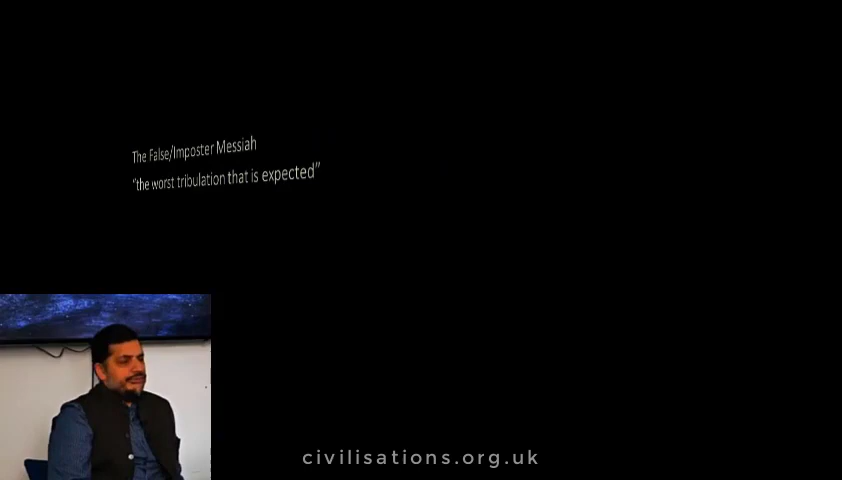 The False/Imposter Messiah
“the worst tribulation that is expected”
civilisations.org.uk